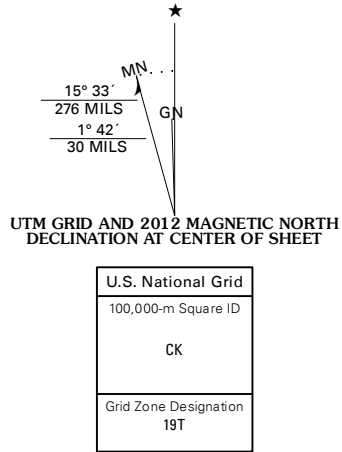 ★
MN
GN
15° 33´
276 MILS
1° 42´
30 MILS
UTM GRID AND 2012 MAGNETIC NORTH
DECLINATION AT CENTER OF SHEET
U.S. National Grid
100,000-m Square ID
CK
Grid Zone Designation
19T